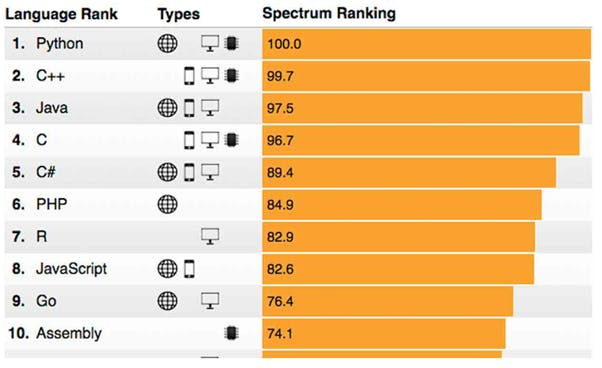 Language Rank Types Spectrum Ranking
1. Python 100.0
2. C++ 99.7
3. Java 97.5
4. C 96.7
5. C# 89.4
6. PHP 84.9
7. R 82.9
8. JavaScript 82.6
9. Go 76.4
10. Assembly 74.1